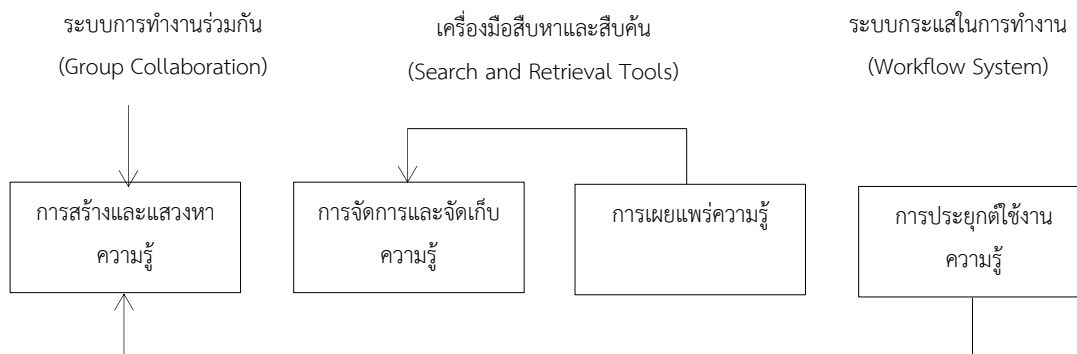 ระบบการทำงานร่วมกัน
(Group Collaboration)
เครื่องมือสืบหาและสืบค้น
(Search and Retrieval Tools)
ระบบกระแสในการทำงาน
(Workflow System)
การสร้างและแสวงหา
ความรู้
การจัดการและจัดเก็บ
ความรู้
การเผยแพร่ความรู้
การประยุกต์ใช้งาน
ความรู้